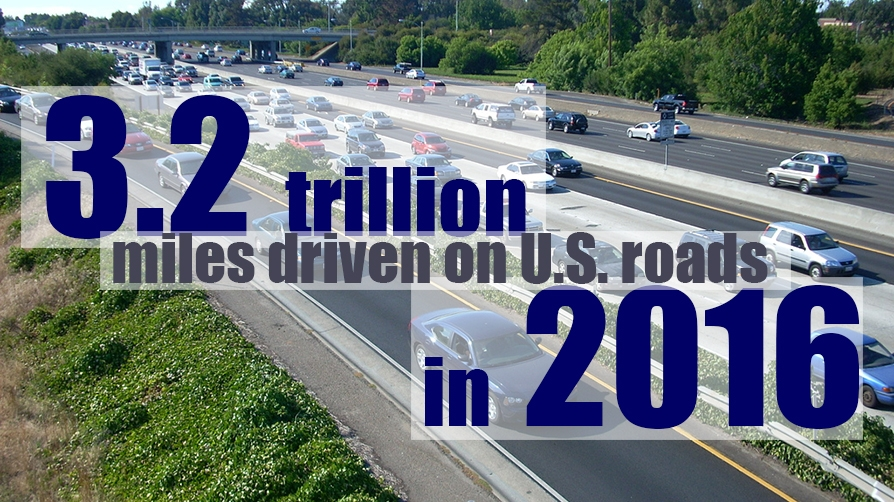 3.2 trillion
miles driven on U.S. roads
in 2016